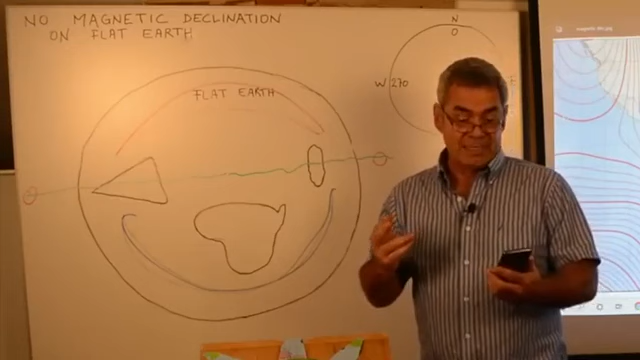 NO MAGNETIC DECLINATION
ON FLAT EARTH
N
0
W 270
FLAT EARTH